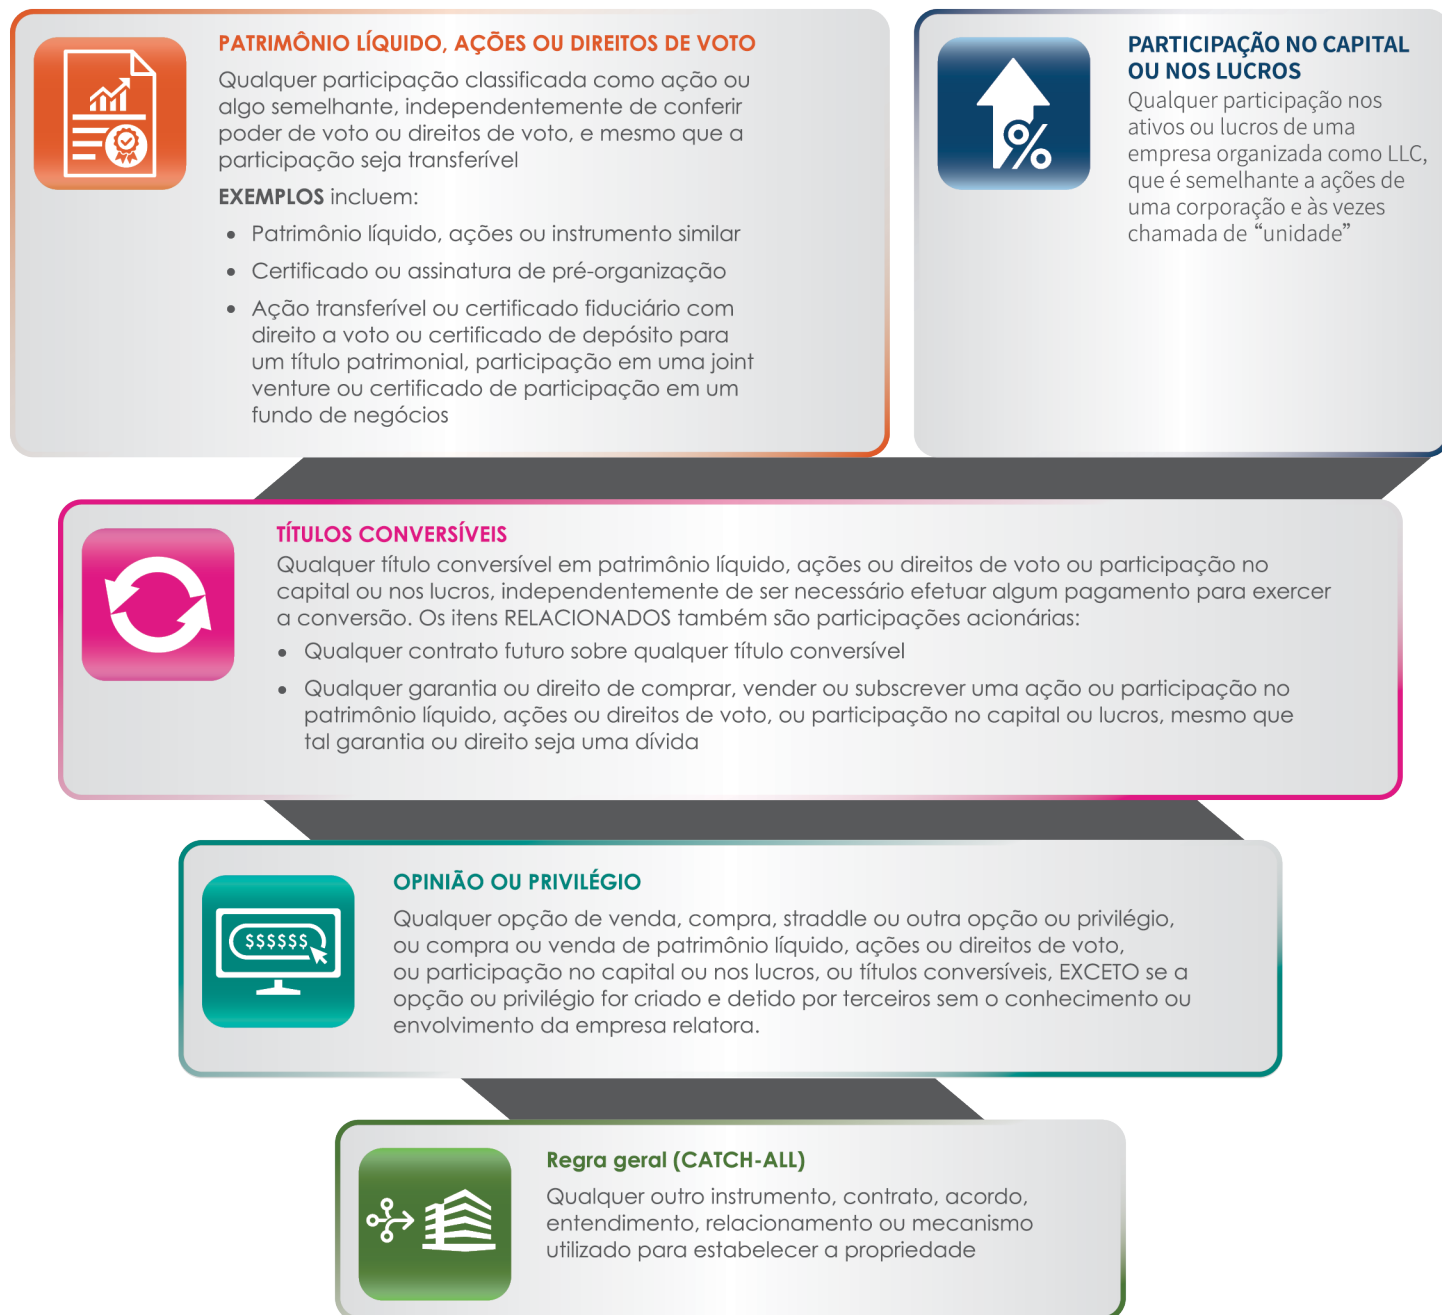 PATRIMÔNIO LÍQUIDO, AÇÕES OU DIREITOS DE VOTO
Qualquer participação classificada como ação ou
algo semelhante, independentemente de conferir
poder de voto ou direitos de voto, e mesmo que a
participação seja transferível
EXEMPLOS incluem:
• Patrimônio líquido, ações ou instrumento similar
• Certificado ou assinatura de pré-organização
• Ação transferível ou certificado fiduciário com
direito a voto ou certificado de depósito para
um título patrimonial, participação em uma joint
venture ou certificado de participação em um
fundo de negócios
PARTICIPAÇÃO NO CAPITAL
OU NOS LUCROS
Qualquer participação nos
ativos ou lucros de uma
empresa organizada como LLC,
que é semelhante a ações de
uma corporação e às vezes
chamada de “unidade”
%
TÍTULOS CONVERSÍVEIS
Qualquer título conversível em patrimônio líquido, ações ou direitos de voto ou participação no
capital ou nos lucros, independentemente de ser necessário efetuar algum pagamento para exercer
a conversão. Os itens RELACIONADOS também são participações acionárias:
• Qualquer contrato futuro sobre qualquer título conversível
• Qualquer garantia ou direito de comprar, vender ou subscrever uma ação ou participação no
patrimônio líquido, ações ou direitos de voto, ou participação no capital ou lucros, mesmo que
tal garantia ou direito seja uma dívida
OPINIÃO OU PRIVILÉGIO
Qualquer opção de venda, compra, straddle ou outra opção ou privilégio,
ou compra ou venda de patrimônio líquido, ações ou direitos de voto,
ou participação no capital ou nos lucros, ou títulos conversíveis, EXCETO se a
opção ou privilégio for criado e detido por terceiros sem o conhecimento ou
envolvimento da empresa relatora.
$$$$$$
Regra geral (CATCH-ALL)
Qualquer outro instrumento, contrato, acordo,
entendimento, relacionamento ou mecanismo
utilizado para estabelecer a propriedade